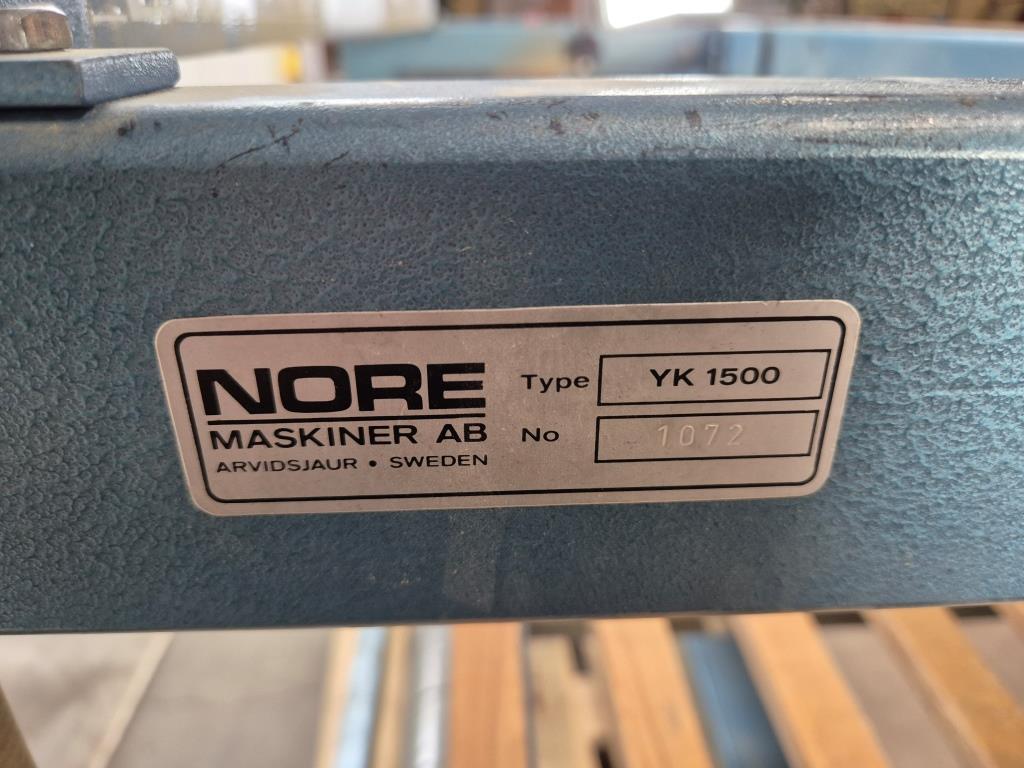 NORE
MASKINER AB
ARVIDSJAUR • SWEDEN
Type YK 1500
No 1072